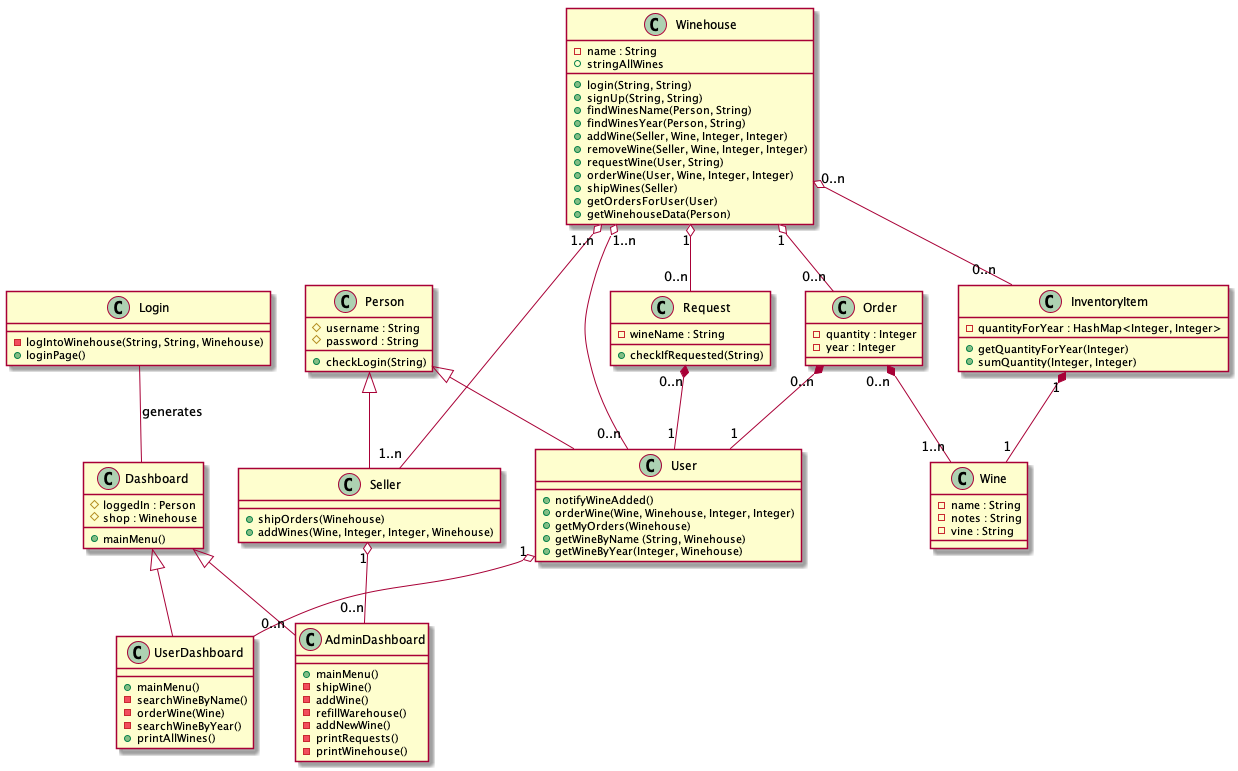 C Winehouse
name : String
stringAllWines
login(String, String)
signUp(String, String)
findWinesName(Person, String)
findWinesYear(Person, String)
addWine(Seller, Wine, Integer, Integer)
removeWine(Seller, Wine, Integer, Integer)
requestWine(User, String)
orderWine(User, Wine, Integer, Integer)
shipWines(Seller)
getOrdersForUser(User)
getWinehouseData(Person)
0..n
1..n
1..n
1
1
0..n
0..n
0..n
C Login
logIntoWinehouse(String, String, Winehouse)
loginPage()
C Person
username : String
password : String
checkLogin(String)
C Request
wineName : String
checkIfRequested(String)
C Order
quantity : Integer
year : Integer
C InventoryItem
quantityForYear : HashMap<Integer, Integer>
getQuantityForYear(Integer)
sumQuantity(Integer, Integer)
0..n
0..n
0..n
1
generates
1..n
0..n
1
1
1..n
1
C Dashboard
loggedIn : Person
shop : Winehouse
mainMenu()
C Seller
shipOrders(Winehouse)
addWines(Wine, Integer, Integer, Winehouse)
C User
notifyWineAdded()
orderWine(Wine, Winehouse, Integer, Integer)
getMyOrders(Winehouse)
getWineByName (String, Winehouse)
getWineByYear(Integer, Winehouse)
C Wine
name : String
notes : String
vine : String
1
1
0..n
0..n
C UserDashboard
mainMenu()
searchWineByName()
orderWine(Wine)
searchWineByYear()
printAllWines()
C AdminDashboard
mainMenu()
shipWine()
addWine()
refillWarehouse()
addNewWine()
printRequests()
printWinehouse()